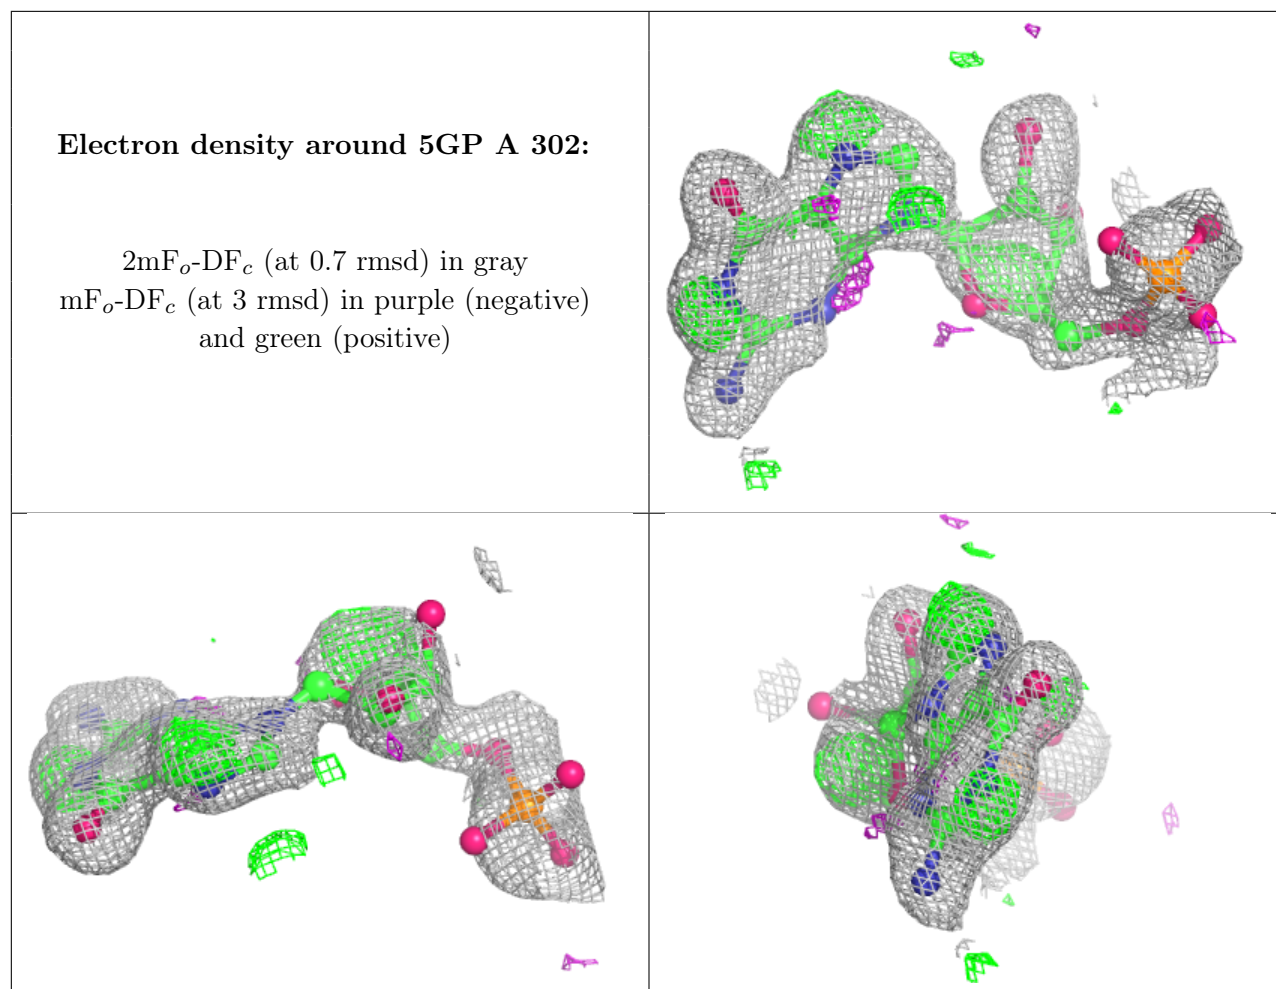 Electron density around 5GP A 302:
2mFo-DFc (at 0.7 rmsd) in gray
mFo-DFc (at 3 rmsd) in purple (negative)
and green (positive)